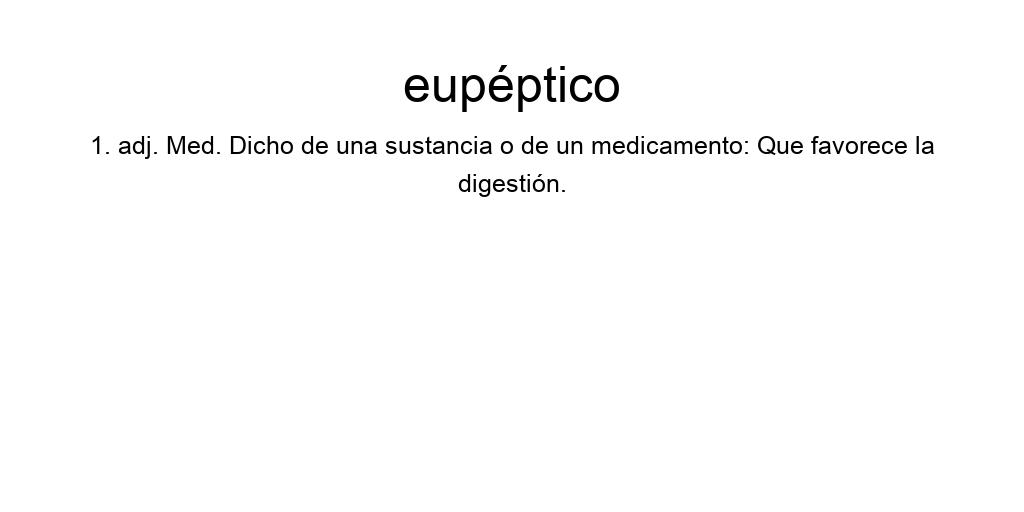 eupéptico
1. adj. Med. Dicho de una sustancia o de un medicamento: Que favorece la
digestión.